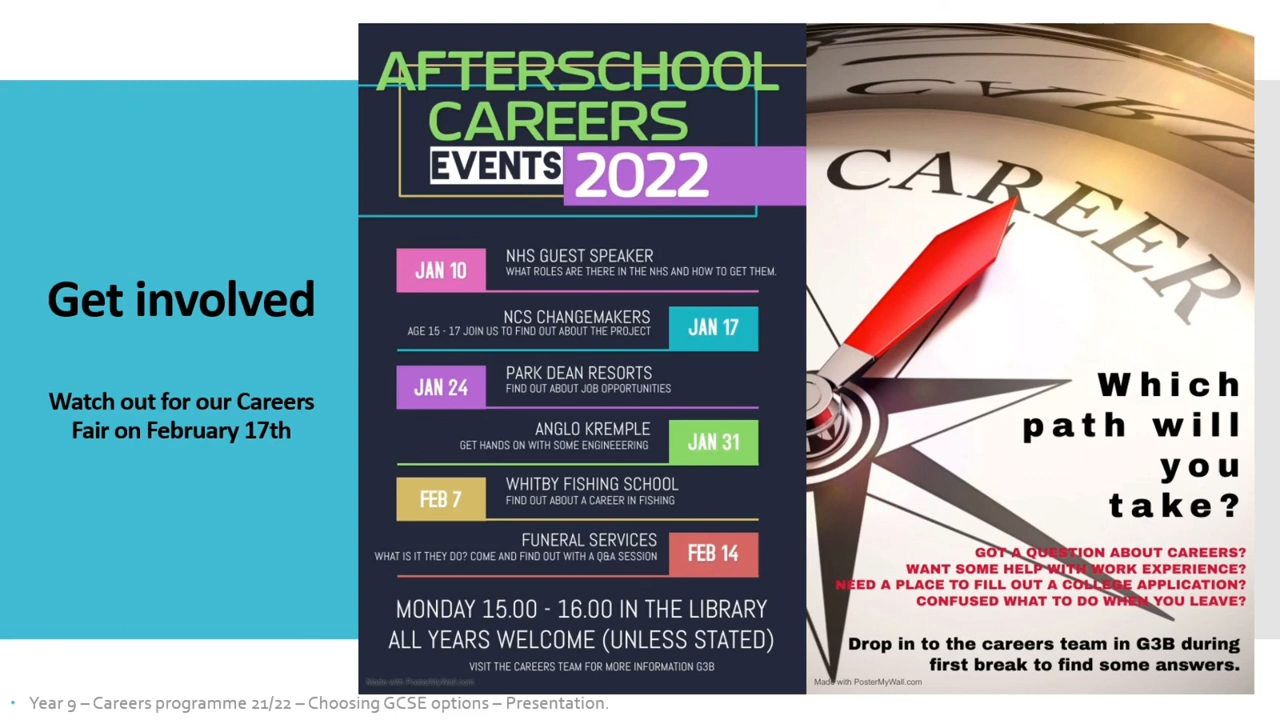 Get involved
Watch out for our Careers
Fair on February 17th
AFTERSCHOOL
CAREERS
EVENTS 2022
JAN 10
NHS GUEST SPEAKER
WHAT ROLES ARE THERE IN THE NHS AND HOW TO GET THEM.
NCS CHANGEMAKERS
AGE 15 - 17 JOIN US TO FIND OUT ABOUT THE PROJECT
JAN 17
JAN 24
PARK DEAN RESORTS
FIND OUT ABOUT JOB OPPORTUNITIES
ANGLO KREMPLE
GET HANDS ON WITH SOME ENGINEEERING
JAN 31
FEB 7
WHITBY FISHING SCHOOL
FIND OUT ABOUT A CAREER IN FISHING
FUNERAL SERVICES
WHAT IS IT THEY DO? COME AND FIND OUT WITH A Q&A SESSION
FEB 14
MONDAY 15.00 - 16.00 IN THE LIBRARY
ALL YEARS WELCOME (UNLESS STATED)
VISIT THE CAREERS TEAM FOR MORE INFORMATION G3B
Made with PosterMyWall.com
CAREER
Which
path will
you
take?
GOT A QUESTION ABOUT CAREERS?
WANT SOME HELP WITH WORK EXPERIENCE?
NEED A PLACE TO FILL OUT A COLLEGE APPLICATION?
CONFUSED WHAT TO DO WHEN YOU LEAVE?
Drop in to the careers team in G3B during
first break to find some answers.
Made with PosterMyWall.com
• Year 9 – Careers programme 21/22 – Choosing GCSE options – Presentation.